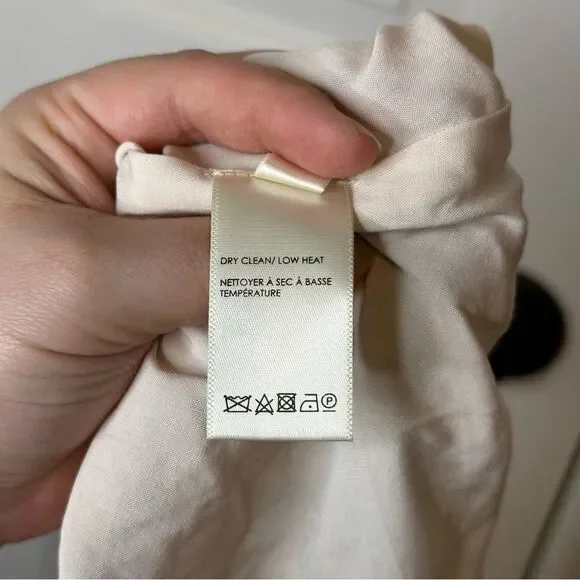 DRY CLEAN/ LOW HEAT
NETTOYER À SEC À BASSE
TEMPÉRATURE
P